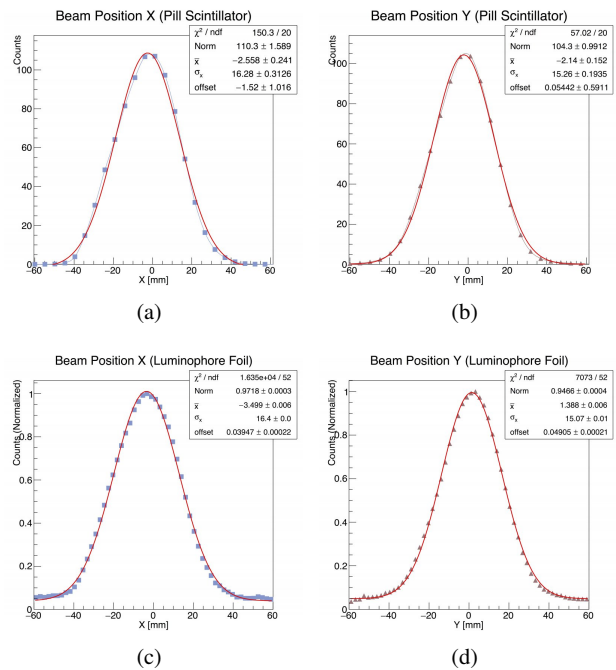 Beam Position X (Pill Scintillator)
Counts
χ² / ndf 150.3 / 20
Norm 110.3 ± 1.589
x̄ −2.558 ± 0.241
σx 16.28 ± 0.3126
offset −1.52 ± 1.016
100
80
60
40
20
0
−60 −40 −20 0 20 40 60
X [mm]
(a)
Beam Position Y (Pill Scintillator)
Counts
χ² / ndf 57.02 / 20
Norm 104.3 ± 0.9912
x̄ −2.14 ± 0.152
σx 15.26 ± 0.1935
offset 0.05442 ± 0.5911
100
80
60
40
20
0
−60 −40 −20 0 20 40 60
Y [mm]
(b)
Beam Position X (Luminophore Foil)
Counts (Normalized)
χ² / ndf 1.635e+04 / 52
Norm 0.9718 ± 0.0003
x̄ −3.499 ± 0.006
σx 16.4 ± 0.0
offset 0.03947 ± 0.00022
1
0.8
0.6
0.4
0.2
0
−60 −40 −20 0 20 40 60
X [mm]
(c)
Beam Position Y (Luminophore Foil)
Counts (Normalized)
χ² / ndf 7073 / 52
Norm 0.9466 ± 0.0004
x̄ 1.388 ± 0.006
σx 15.07 ± 0.01
offset 0.04905 ± 0.00021
1
0.8
0.6
0.4
0.2
0
−60 −40 −20 0 20 40 60
Y [mm]
(d)